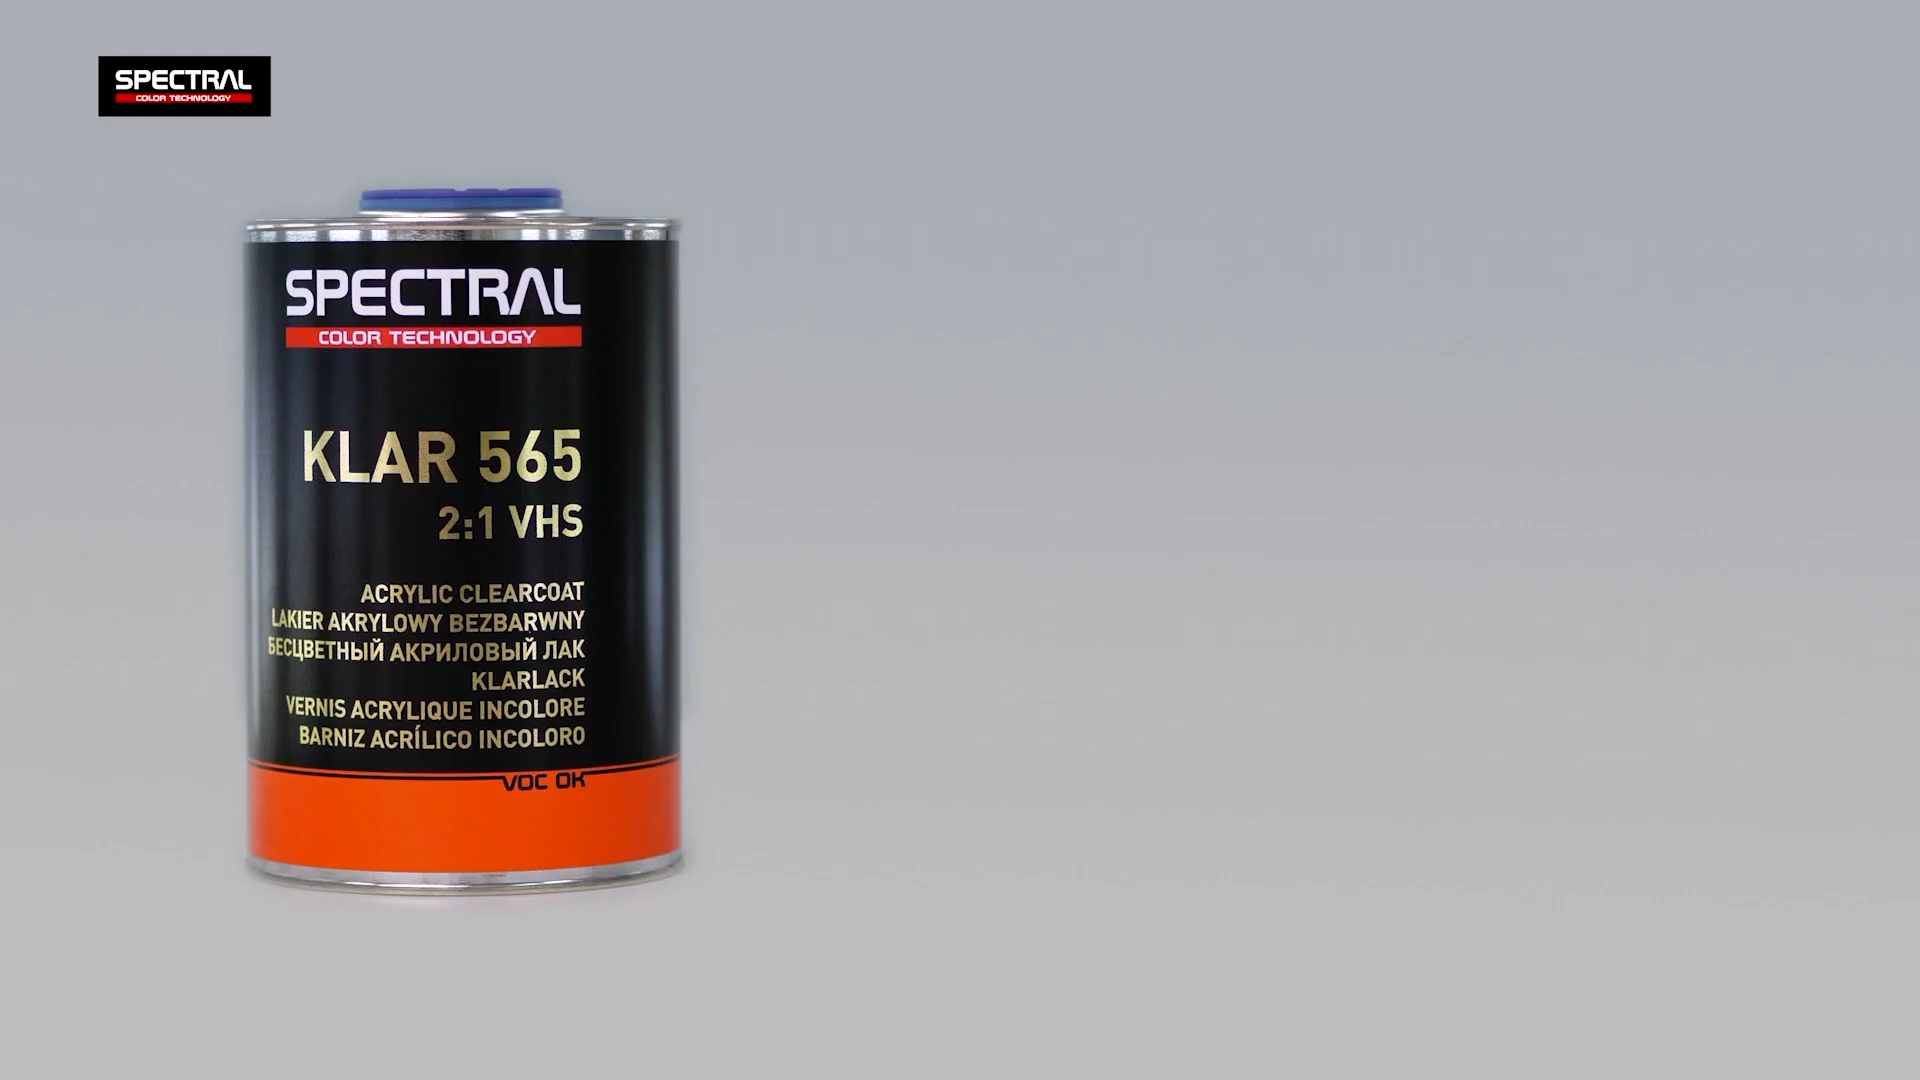 SPECTRAL
COLOR TECHNOLOGY
SPECTRAL
COLOR TECHNOLOGY
KLAR 565
2:1 VHS
ACRYLIC CLEARCOAT
LAKIER AKRYLOWY BEZBARWNY
БЕСЦВЕТНЫЙ АКРИЛОВЫЙ ЛАК
KLARLACK
VERNIS ACRYLIQUE INCOLORE
BARNIZ ACRÍLICO INCOLORO
VOC OK